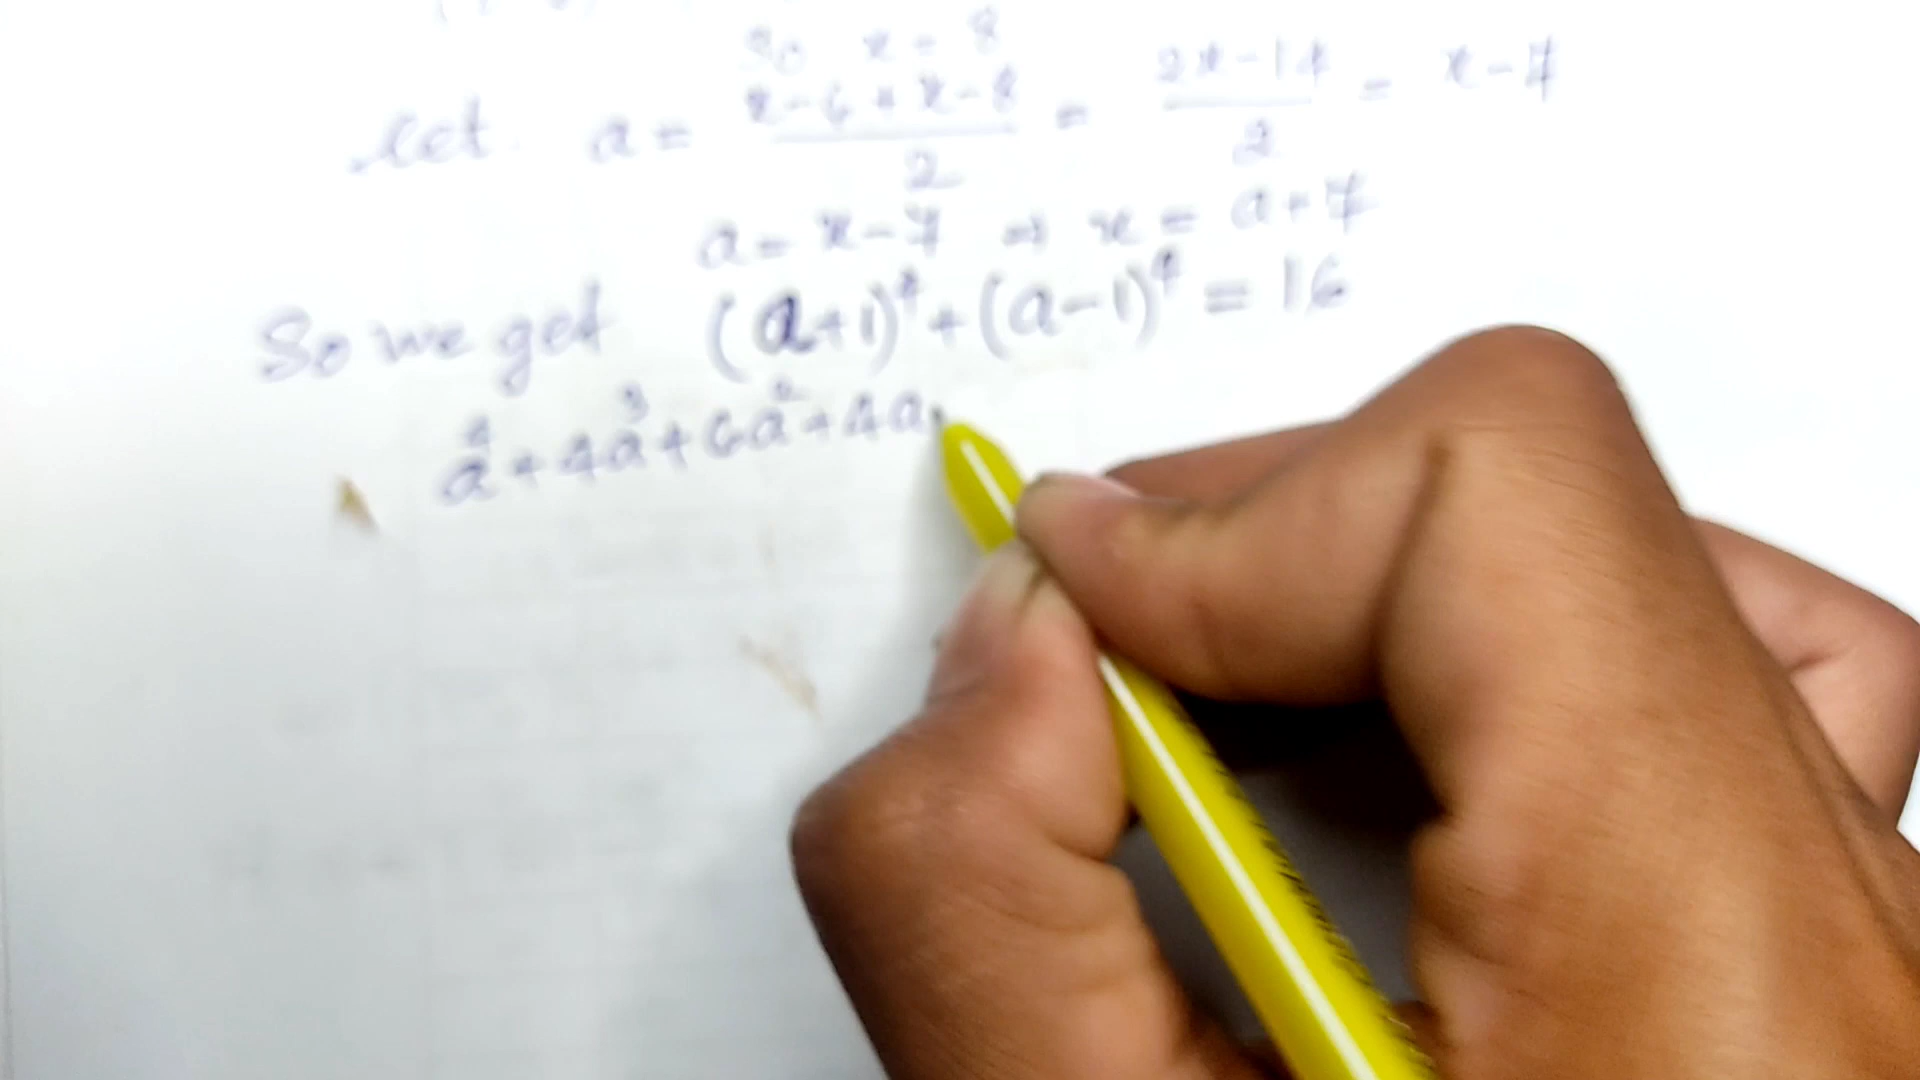 So x = 8
Let. a = x-6+x-8/2 = 2x-14/2 = x-7
a = x-7 ⇒ x = a+7
So we get (a+1)⁴+(a-1)⁴ = 16
a⁴+4a³+6a²+4a